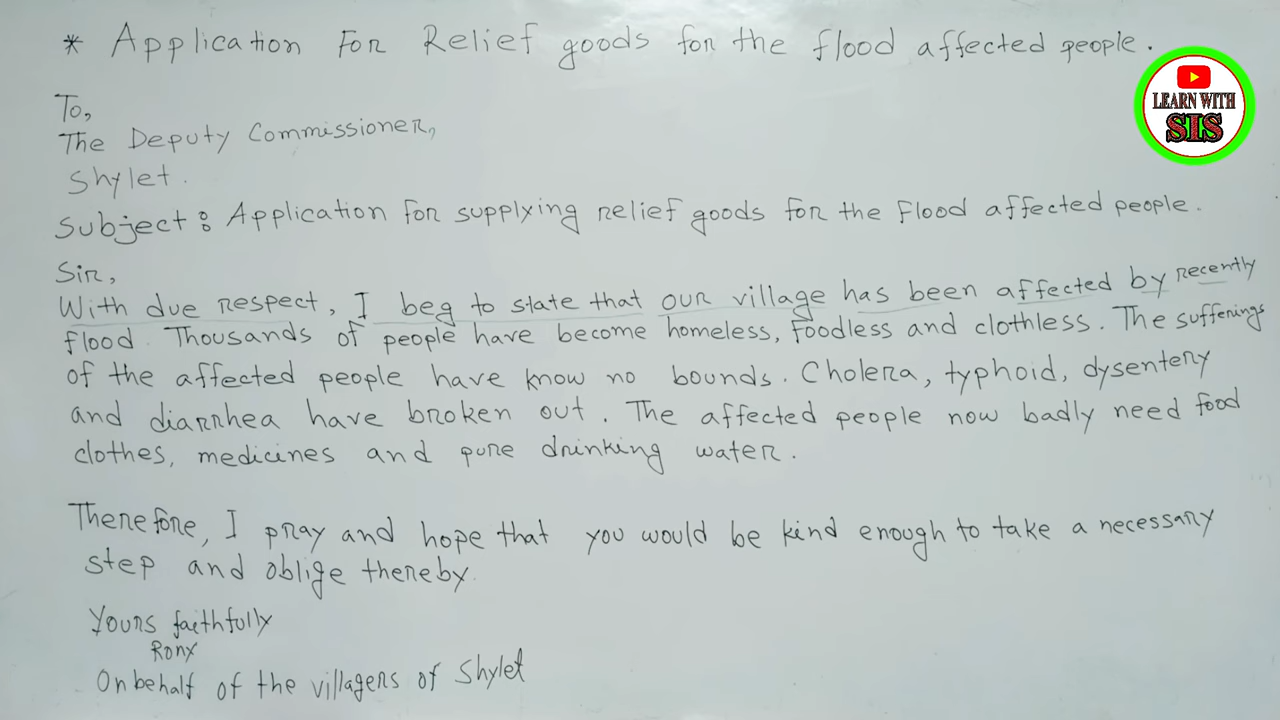 * Application For Relief goods for the flood affected people.
LEARN WITH
SIS
To,
The Deputy Commissioner,
Shylet.
Subject: Application for supplying relief goods for the Flood affected people.
Sir,
With due respect, I beg to state that our village has been affected by recently
flood. Thousands of people have become homeless, foodless and clothless. The sufferings
of the affected people have know no bounds. Cholera, typhoid, dysentery
and diarrhea have broken out. The affected people now badly need food
clothes, medicines and pure drinking water.
Therefore, I pray and hope that you would be kind enough to take a necessary
step and oblige thereby.
Yours faithfully
Rony
On behalf of the villagers of Shylet